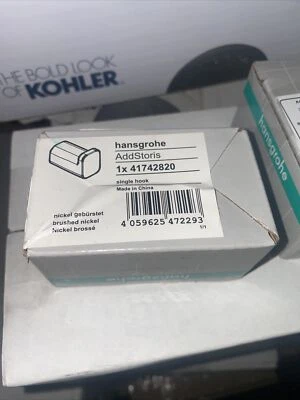 THE BOLD LOOK
OF KOHLER
hansgrohe
AddStoris
1x 41742820
single hook
Made in China
nickel gebürstet
brushed nickel
Nickel brossé
4 059625 472293
hansgrohe
hansgrohe